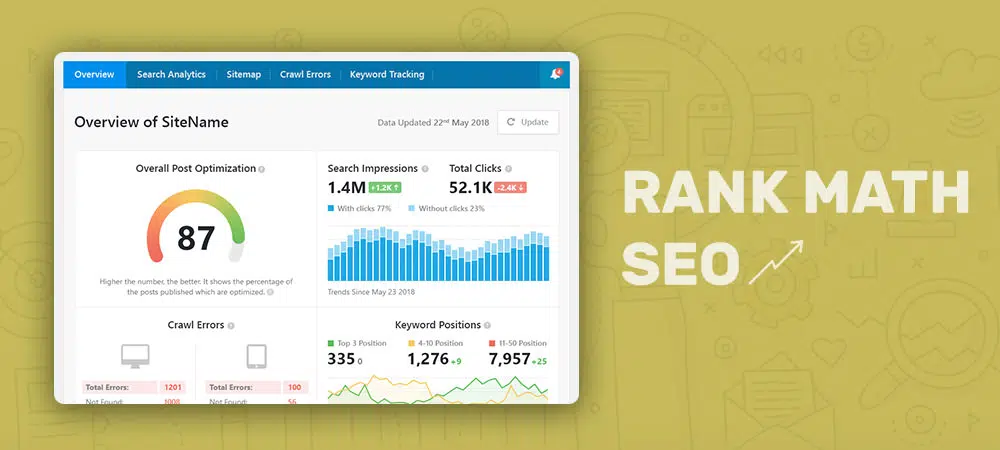 Overview
Search Analytics
Sitemap
Crawl Errors
Keyword Tracking
Overview of SiteName
Data Updated 22nd May 2018
Update
Overall Post Optimization
87
Higher the number, the better. It shows the percentage of
the posts published which are optimized.
Search Impressions
1.4M +1.2K
Total Clicks
52.1K -2.4K
With clicks 77%
Without clicks 23%
Trends Since May 23 2018
Crawl Errors
Total Errors: 1201
Not Found: 1008
Total Errors: 100
Not Found: 56
Keyword Positions
Top 3 Position
335 0
4-10 Position
1,276 +9
11-50 Position
7,957 +25
RANK MATH
SEO